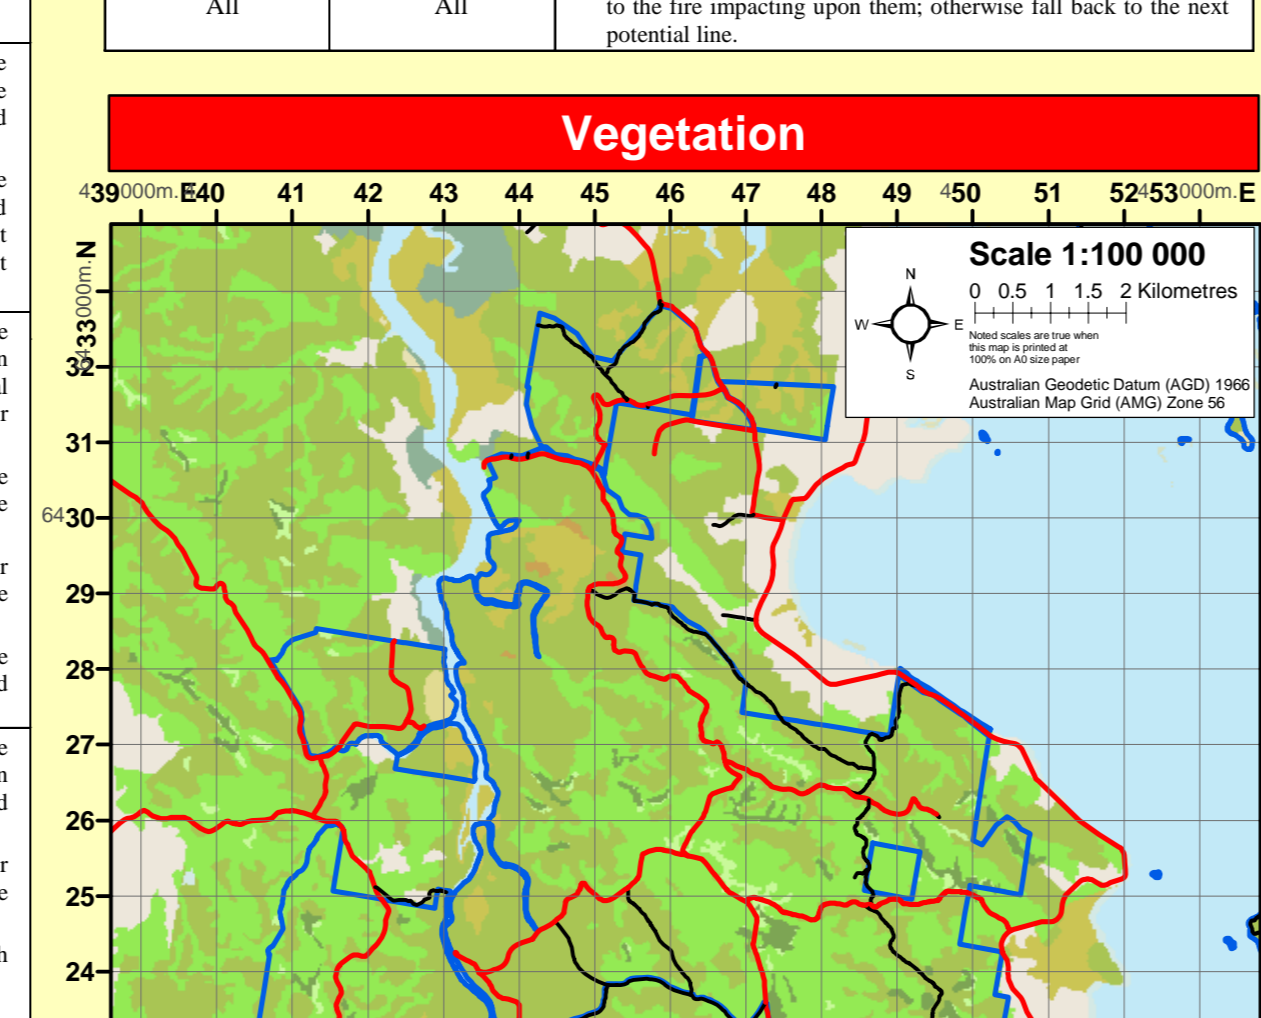 e
e
d
e
d
t
t
e
n
al
r
e
e
r
e
e
d
e
n
d
r
e
h
All
All
to the fire impacting upon them; otherwise fall back to the next
potential line.
Vegetation
439000m.E 40 41 42 43 44 45 46 47 48 49 450 51 52 453000m.E
Scale 1:100 000
0 0.5 1 1.5 2 Kilometres
N
W E
S
Noted scales are true when
this map is printed at
100% on A0 size paper
Australian Geodetic Datum (AGD) 1966
Australian Map Grid (AMG) Zone 56
33000m.N
32
31
6430
29
28
27
26
25
24